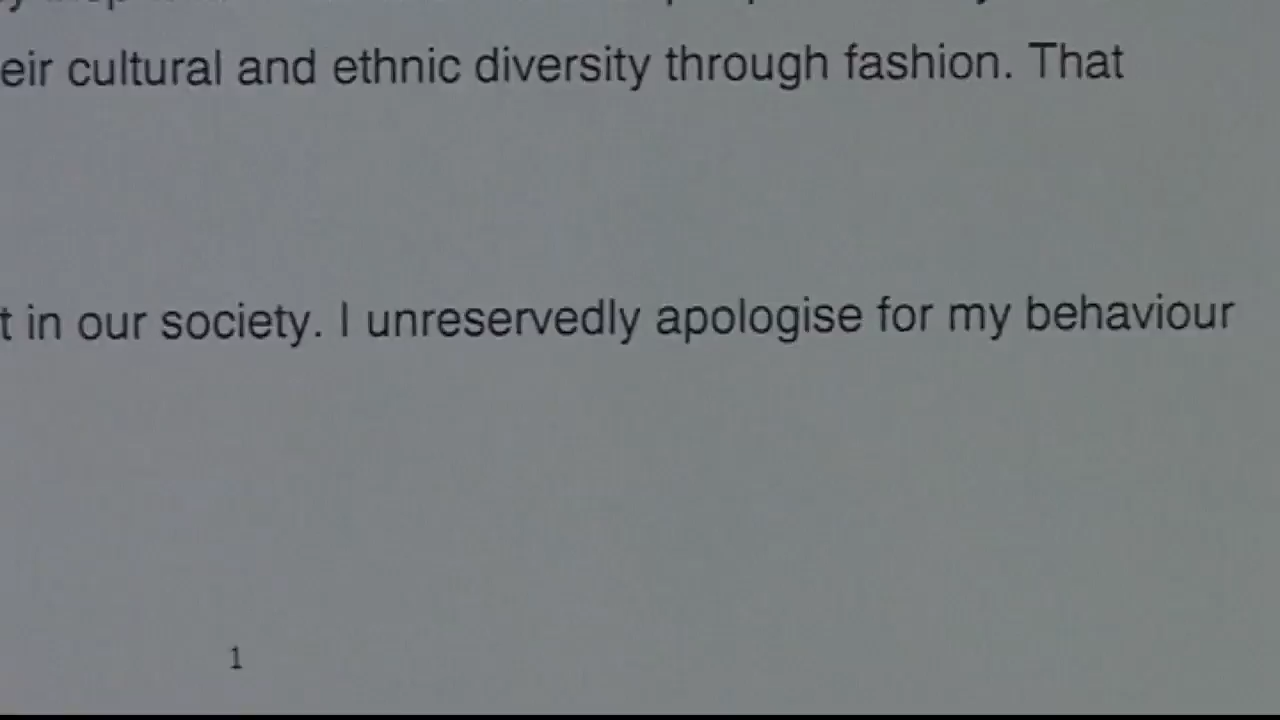 eir cultural and ethnic diversity through fashion. That
t in our society. I unreservedly apologise for my behaviour
1